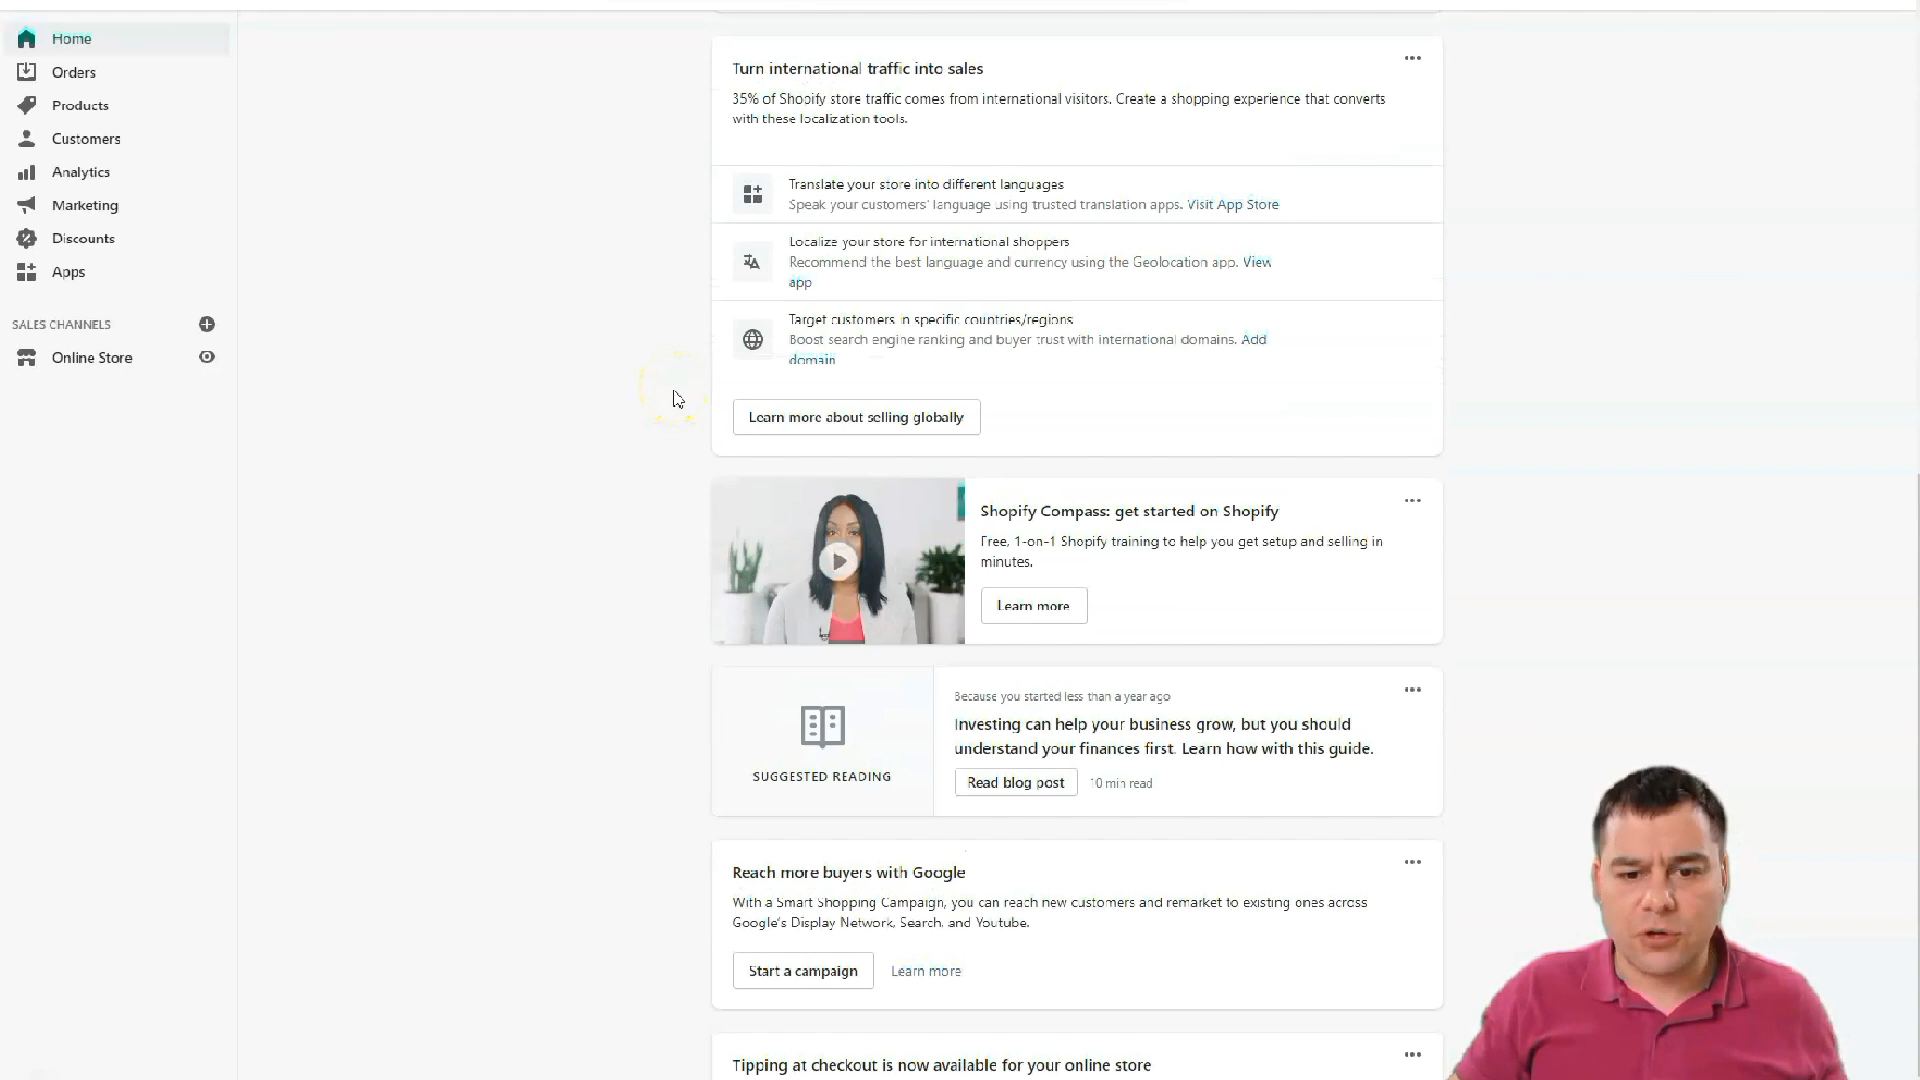 Home
Orders
Products
Customers
Analytics
Marketing
Discounts
Apps
SALES CHANNELS
Online Store
Turn international traffic into sales
35% of Shopify store traffic comes from international visitors. Create a shopping experience that converts
with these localization tools.
Translate your store into different languages
Speak your customers' language using trusted translation apps. Visit App Store
Localize your store for international shoppers
Recommend the best language and currency using the Geolocation app. View
app
Target customers in specific countries/regions
Boost search engine ranking and buyer trust with international domains. Add
domain
Learn more about selling globally
Shopify Compass: get started on Shopify
Free, 1-on-1 Shopify training to help you get setup and selling in
minutes.
Learn more
SUGGESTED READING
Because you started less than a year ago
Investing can help your business grow, but you should
understand your finances first. Learn how with this guide.
Read blog post 10 min read
Reach more buyers with Google
With a Smart Shopping Campaign, you can reach new customers and remarket to existing ones across
Google's Display Network, Search, and Youtube.
Start a campaign Learn more
Tipping at checkout is now available for your online store